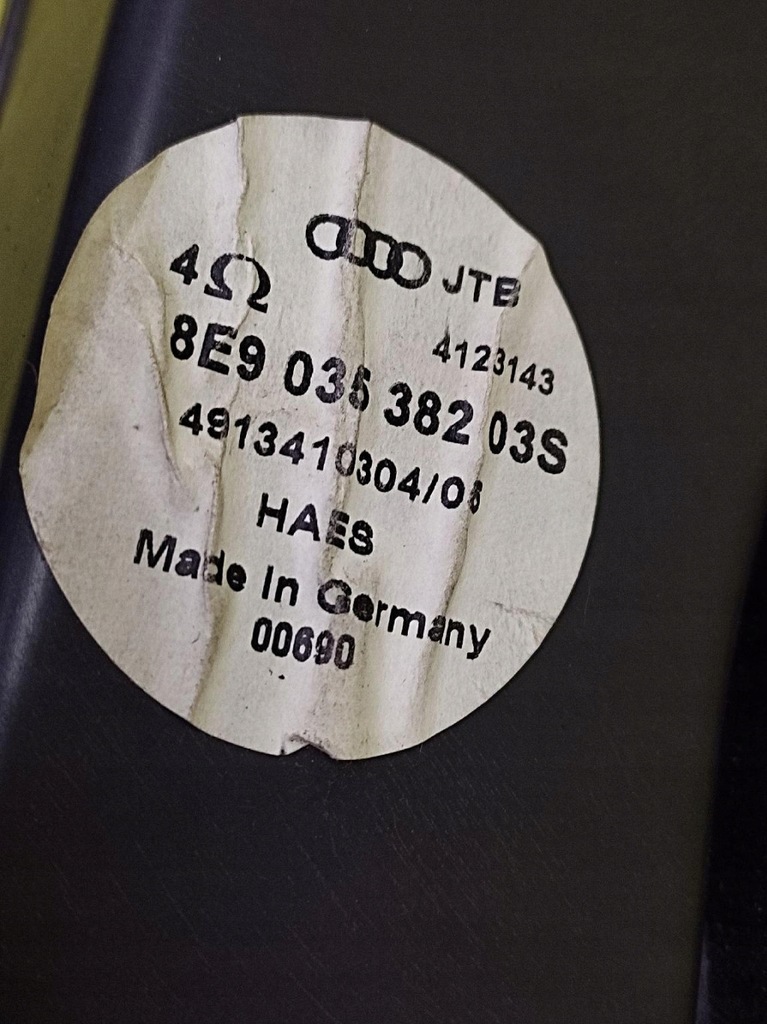 JTB
4Ω
4123143
8E9 035 382 03S
4913410304/06
HAES
Made In Germany
00690